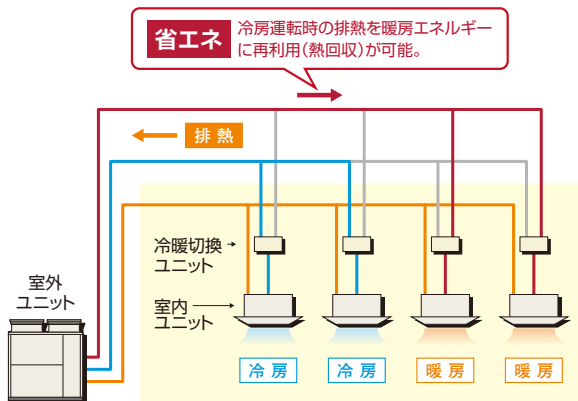 省エネ
冷房運転時の排熱を暖房エネルギー
に再利用(熱回収)が可能。
排熱
冷暖切換
ユニット
室外
ユニット
室内
ユニット
冷房
冷房
暖房
暖房